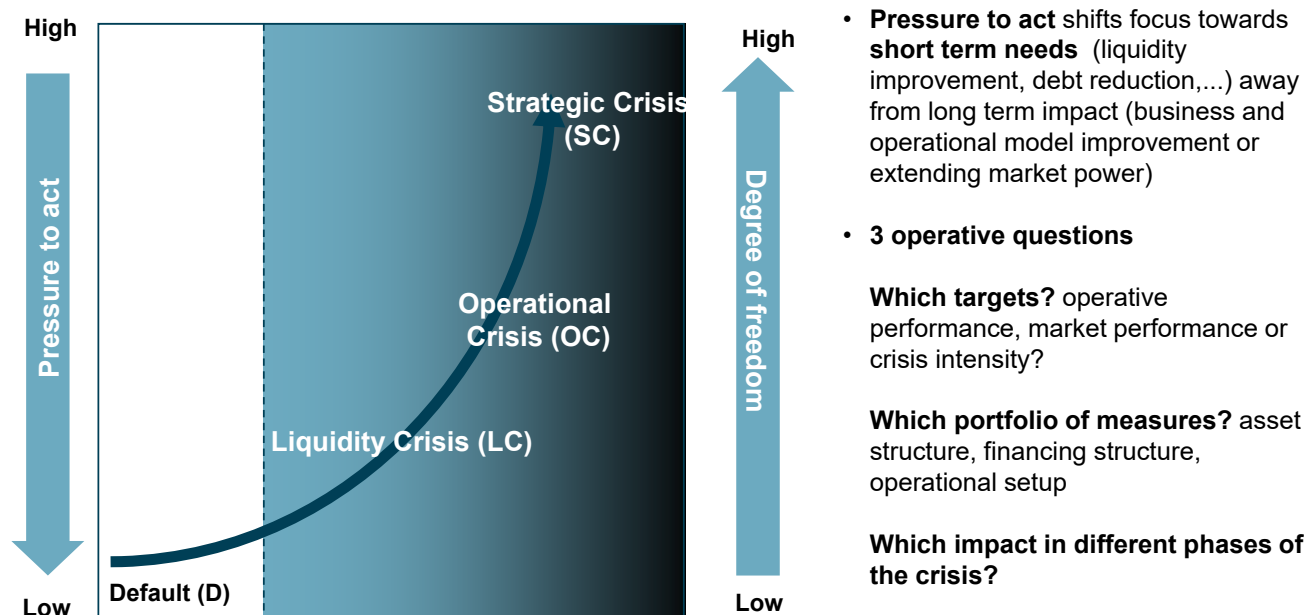 High
Pressure to act
Low
Strategic Crisis
(SC)
Operational
Crisis (OC)
Liquidity Crisis (LC)
Default (D)
High
Degree of freedom
Low
• Pressure to act shifts focus towards
short term needs (liquidity
improvement, debt reduction,...) away
from long term impact (business and
operational model improvement or
extending market power)
• 3 operative questions
Which targets? operative
performance, market performance or
crisis intensity?
Which portfolio of measures? asset
structure, financing structure,
operational setup
Which impact in different phases of
the crisis?